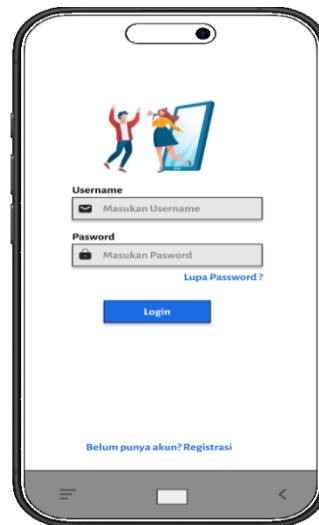 Username
Masukan Username
Pasword
Masukan Pasword
Lupa Password ?
Login
Belum punya akun? Registrasi